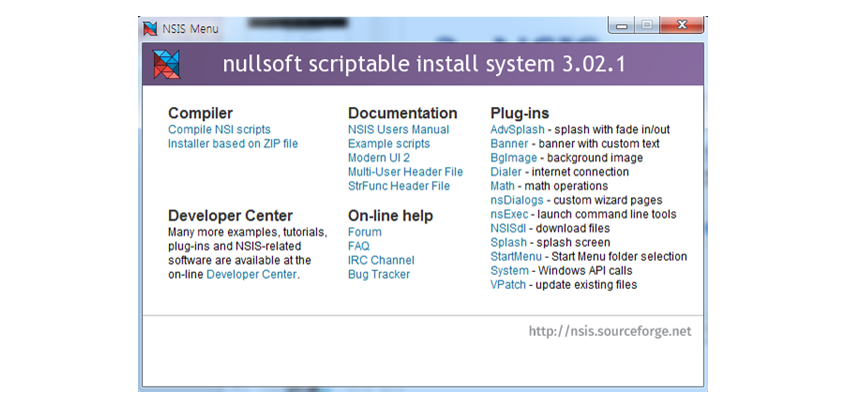 NSIS Menu
nullsoft scriptable install system 3.02.1
Compiler
Compile NSI scripts
Installer based on ZIP file
Documentation
NSIS Users Manual
Example scripts
Modern UI 2
Multi-User Header File
StrFunc Header File
Plug-ins
AdvSplash - splash with fade in/out
Banner - banner with custom text
BgImage - background image
Dialer - internet connection
Math - math operations
nsDialogs - custom wizard pages
nsExec - launch command line tools
NSISdl - download files
Splash - splash screen
StartMenu - Start Menu folder selection
System - Windows API calls
VPatch - update existing files
Developer Center
Many more examples, tutorials,
plug-ins and NSIS-related
software are available at the
on-line Developer Center.
On-line help
Forum
FAQ
IRC Channel
Bug Tracker
http://nsis.sourceforge.net